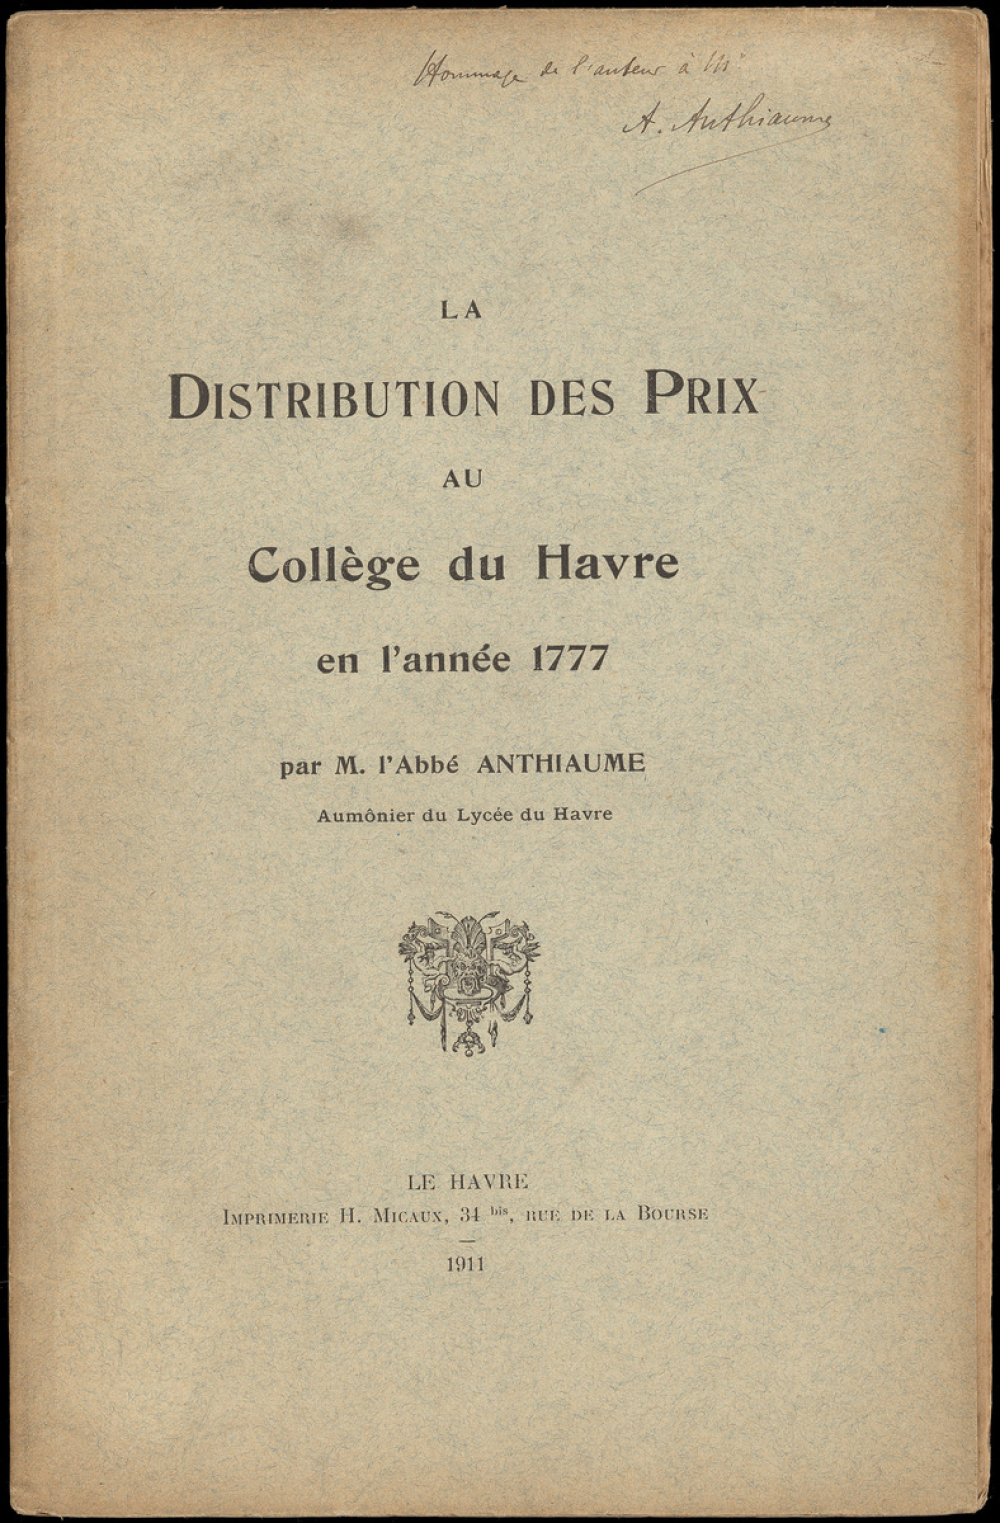 Hommage de l'auteur à M.
A. Anthiaume
LA
DISTRIBUTION DES PRIX
AU
Collège du Havre
en l'année 1777
par M. l'Abbé ANTHIAUME
Aumônier du Lycée du Havre
LE HAVRE
IMPRIMERIE H. MICAUX, 34 bis, RUE DE LA BOURSE
1911